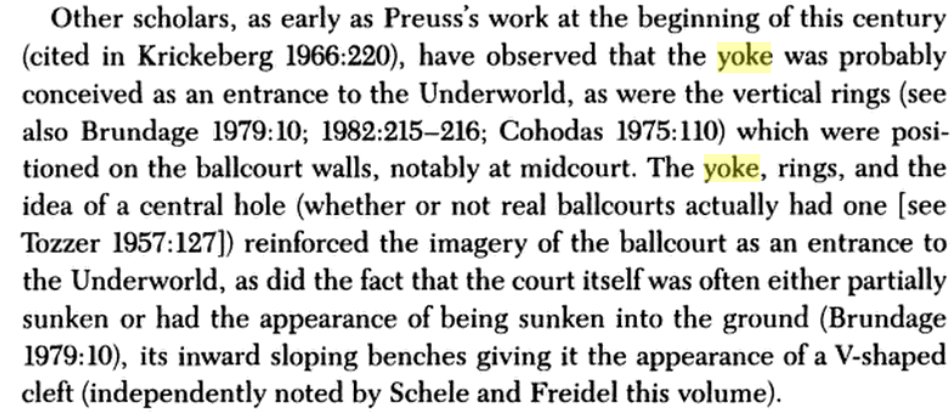 Other scholars, as early as Preuss's work at the beginning of this century
(cited in Krickeberg 1966:220), have observed that the yoke was probably
conceived as an entrance to the Underworld, as were the vertical rings (see
also Brundage 1979:10; 1982:215–216; Cohodas 1975:110) which were posi-
tioned on the ballcourt walls, notably at midcourt. The yoke, rings, and the
idea of a central hole (whether or not real ballcourts actually had one [see
Tozzer 1957:127]) reinforced the imagery of the ballcourt as an entrance to
the Underworld, as did the fact that the court itself was often either partially
sunken or had the appearance of being sunken into the ground (Brundage
1979:10), its inward sloping benches giving it the appearance of a V-shaped
cleft (independently noted by Schele and Freidel this volume).